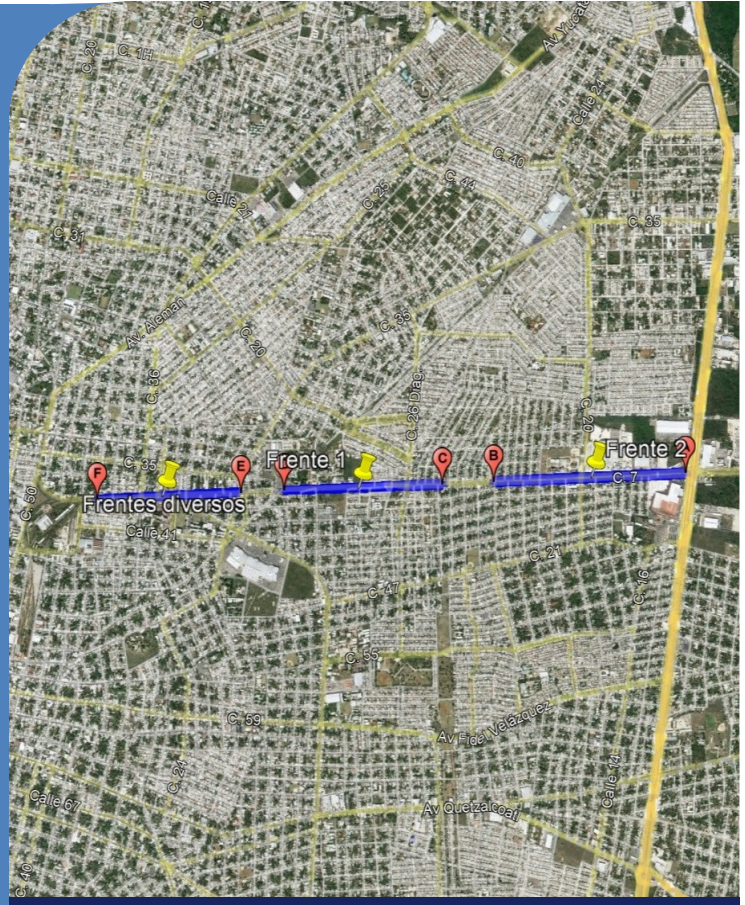 C. 20
C. 1H
Av Yucata
Calle 24
C. 40
C. 44
C. 25
Calle 21
C. 35
C. 31
Av. Aleman
C. 35
C. 20
C. 36
C. 26 Diag
C. 20
C. 35
Frente 1
Frente 2
F
E
C
B
C. 7
C. 50
Frentes diversos
Calle 41
C. 21
C. 47
C. 16
C. 55
C. 59
Av Fide Velázquez
C. 24
Calle 14
Calle 67
Av Quetzalcoatl
C. 40